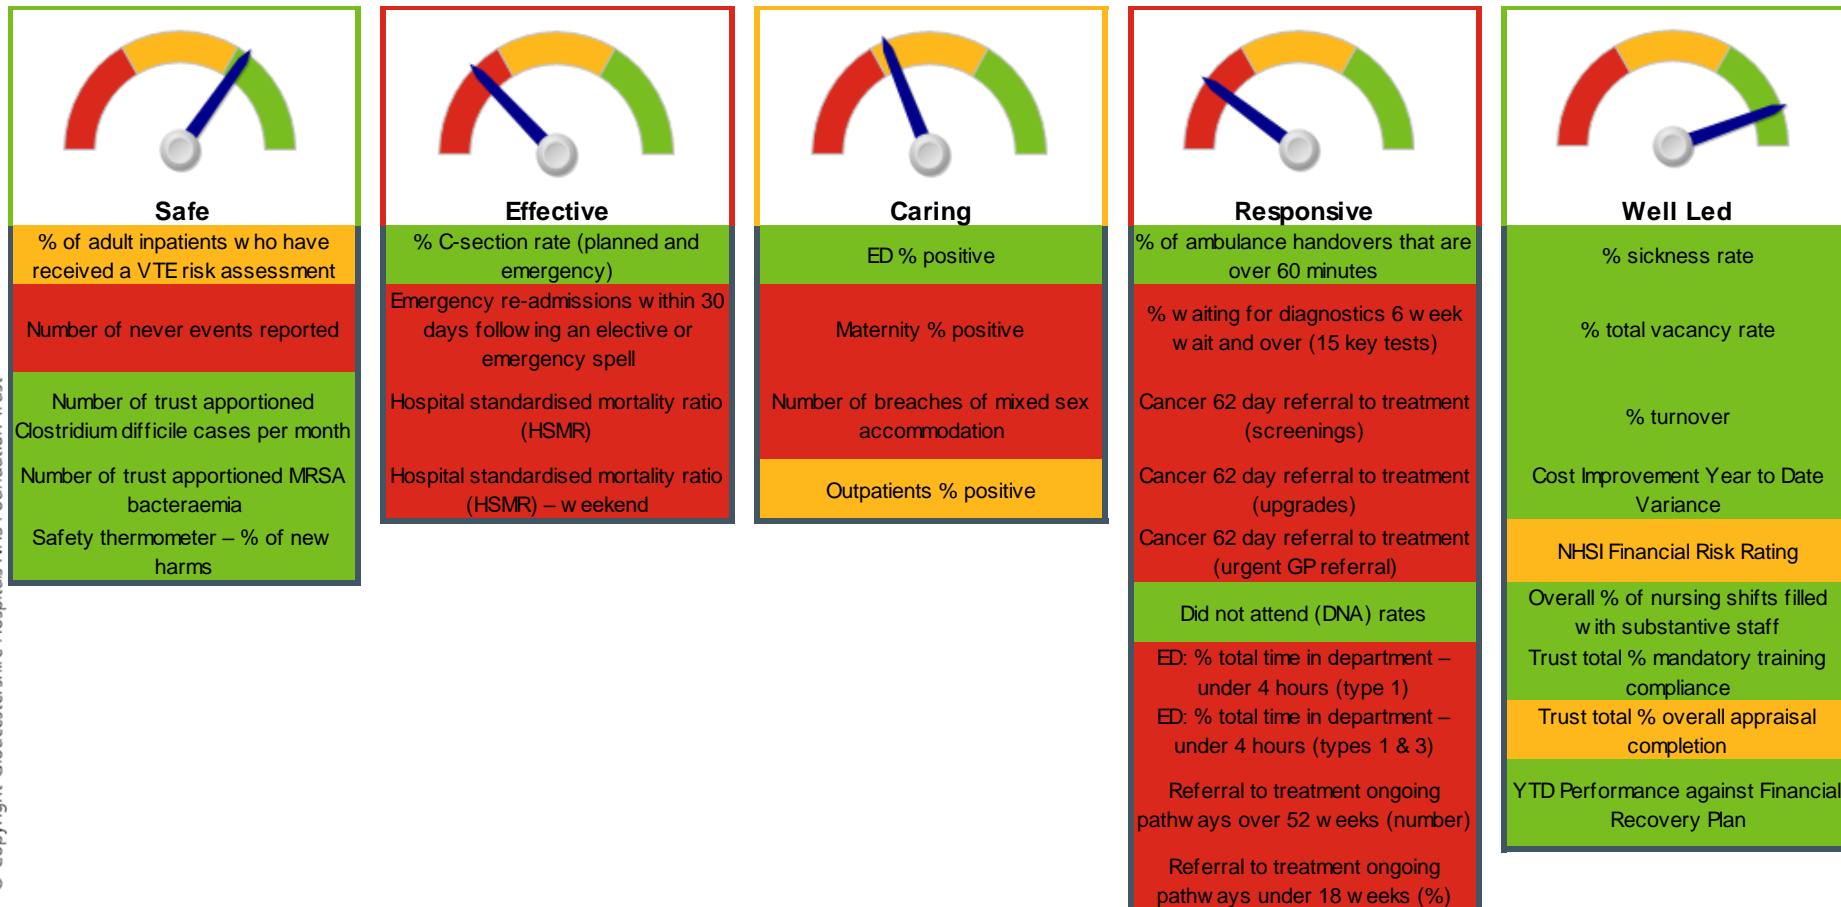 Safe
% of adult inpatients who have
received a VTE risk assessment
Number of never events reported
Number of trust apportioned
Clostridium difficile cases per month
Number of trust apportioned MRSA
bacteraemia
Safety thermometer – % of new
harms
Effective
% C-section rate (planned and
emergency)
Emergency re-admissions within 30
days following an elective or
emergency spell
Hospital standardised mortality ratio
(HSMR)
Hospital standardised mortality ratio
(HSMR) – weekend
Caring
ED % positive
Maternity % positive
Number of breaches of mixed sex
accommodation
Outpatients % positive
Responsive
% of ambulance handovers that are
over 60 minutes
% waiting for diagnostics 6 week
wait and over (15 key tests)
Cancer 62 day referral to treatment
(screenings)
Cancer 62 day referral to treatment
(upgrades)
Cancer 62 day referral to treatment
(urgent GP referral)
Did not attend (DNA) rates
ED: % total time in department –
under 4 hours (type 1)
ED: % total time in department –
under 4 hours (types 1 & 3)
Referral to treatment ongoing
pathways over 52 weeks (number)
Referral to treatment ongoing
pathways under 18 weeks (%)
Well Led
% sickness rate
% total vacancy rate
% turnover
Cost Improvement Year to Date
Variance
NHSI Financial Risk Rating
Overall % of nursing shifts filled
with substantive staff
Trust total % mandatory training
compliance
Trust total % overall appraisal
completion
YTD Performance against Financial
Recovery Plan